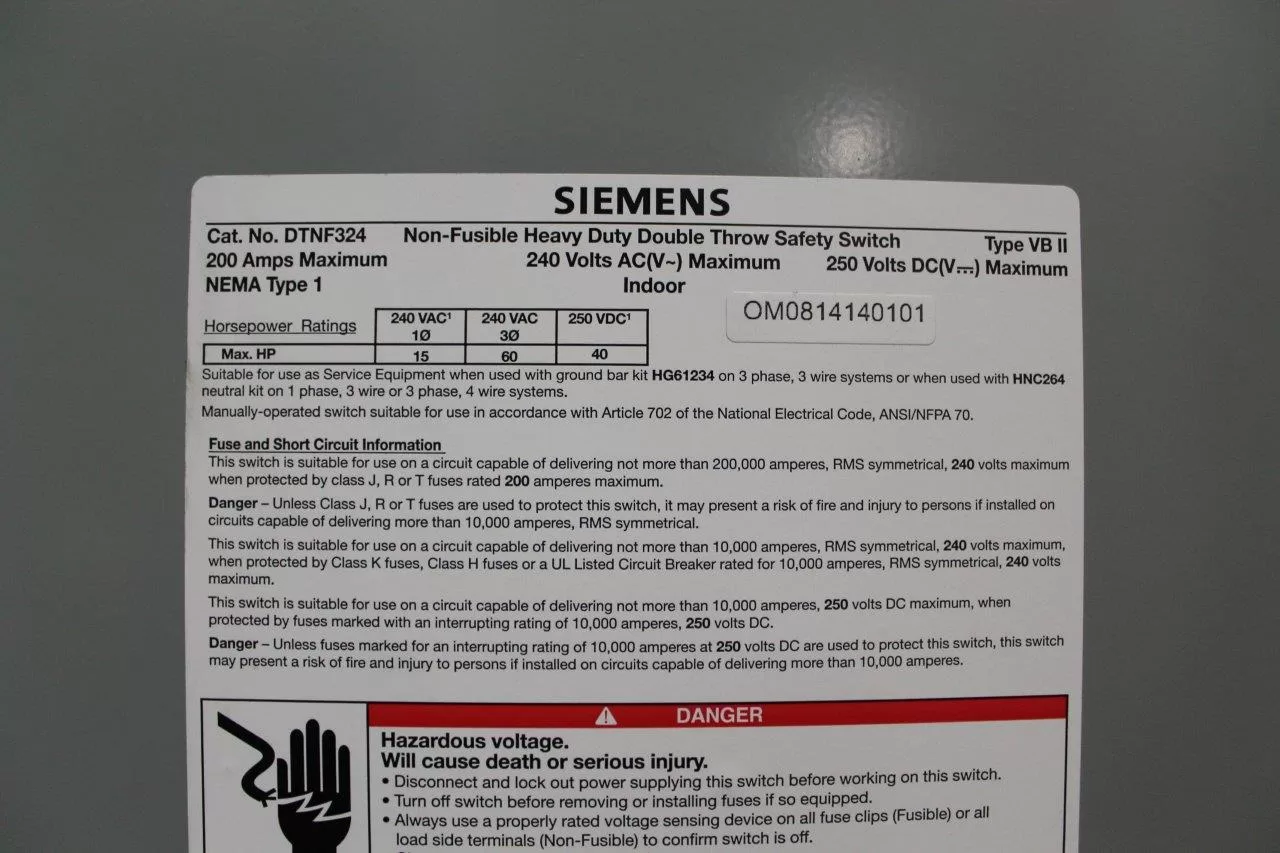 SIEMENS
Cat. No. DTNF324 Non-Fusible Heavy Duty Double Throw Safety Switch Type VB II
200 Amps Maximum 240 Volts AC(V~) Maximum 250 Volts DC(V⎓) Maximum
NEMA Type 1 Indoor
OM0814140101
Horsepower Ratings 240 VAC¹ 1Ø 240 VAC 3Ø 250 VDC¹
Max. HP 15 60 40
Suitable for use as Service Equipment when used with ground bar kit HG61234 on 3 phase, 3 wire systems or when used with HNC264
neutral kit on 1 phase, 3 wire or 3 phase, 4 wire systems.
Manually-operated switch suitable for use in accordance with Article 702 of the National Electrical Code, ANSI/NFPA 70.
Fuse and Short Circuit Information
This switch is suitable for use on a circuit capable of delivering not more than 200,000 amperes, RMS symmetrical, 240 volts maximum
when protected by class J, R or T fuses rated 200 amperes maximum.
Danger – Unless Class J, R or T fuses are used to protect this switch, it may present a risk of fire and injury to persons if installed on
circuits capable of delivering more than 10,000 amperes, RMS symmetrical.
This switch is suitable for use on a circuit capable of delivering not more than 10,000 amperes, RMS symmetrical, 240 volts maximum,
when protected by Class K fuses, Class H fuses or a UL Listed Circuit Breaker rated for 10,000 amperes, RMS symmetrical, 240 volts
maximum.
This switch is suitable for use on a circuit capable of delivering not more than 10,000 amperes, 250 volts DC maximum, when
protected by fuses marked with an interrupting rating of 10,000 amperes, 250 volts DC.
Danger – Unless fuses marked for an interrupting rating of 10,000 amperes at 250 volts DC are used to protect this switch, this switch
may present a risk of fire and injury to persons if installed on circuits capable of delivering more than 10,000 amperes.
DANGER
Hazardous voltage.
Will cause death or serious injury.
• Disconnect and lock out power supplying this switch before working on this switch.
• Turn off switch before removing or installing fuses if so equipped.
• Always use a properly rated voltage sensing device on all fuse clips (Fusible) or all
load side terminals (Non-Fusible) to confirm switch is off.